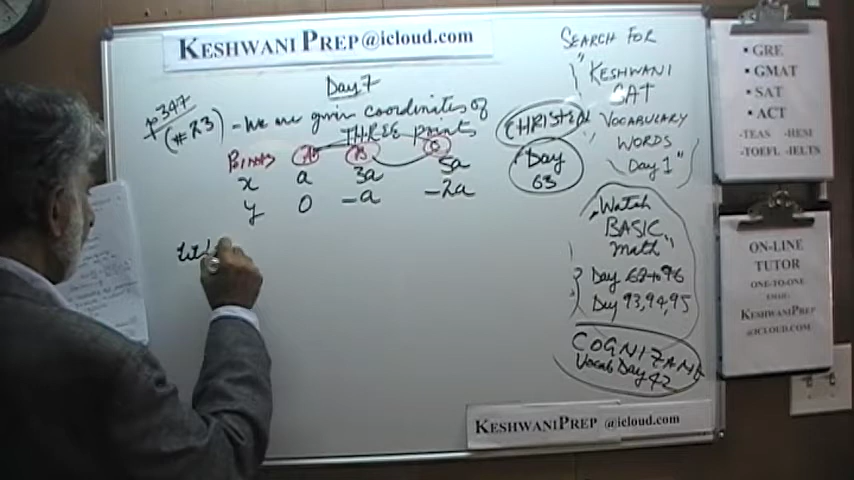 KESHWANI PREP@icloud.com
Day 7
p 347
(#23) - We are given coordinates of
THREE points
POINTS A B C
x a 3a 5a
y 0 -a -2a
CHRISTEN
Day
63
SEARCH FOR
"KESHWANI
SAT
VOCABULARY
WORDS
Day 1"
"Watch
BASIC
Math"
Day 62 to 96
Day 93, 94, 95
COGNIZANT
Vocab Day 42
▪ GRE
▪ GMAT
▪ SAT
▪ ACT
-TEAS -HESI
-TOEFL -IELTS
ON-LINE
TUTOR
ONE-TO-ONE
EMAIL:
KESHWANIPREP
@ICLOUD.COM
KESHWANIPREP @icloud.com